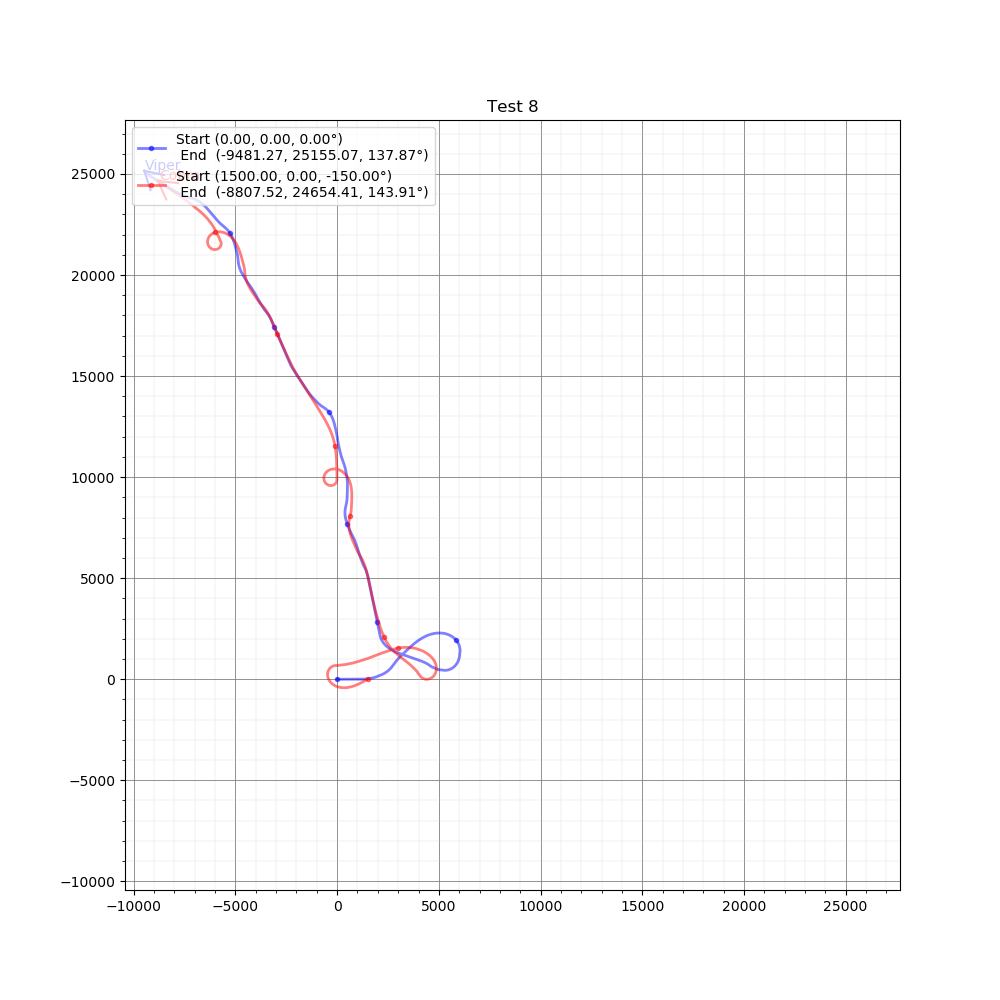 Test 8
Start (0.00, 0.00, 0.00°)
End (-9481.27, 25155.07, 137.87°)
Viper
Start (1500.00, 0.00, -150.00°)
End (-8807.52, 24654.41, 143.91°)
25000
20000
15000
10000
5000
0
−5000
−10000
−10000 −5000 0 5000 10000 15000 20000 25000